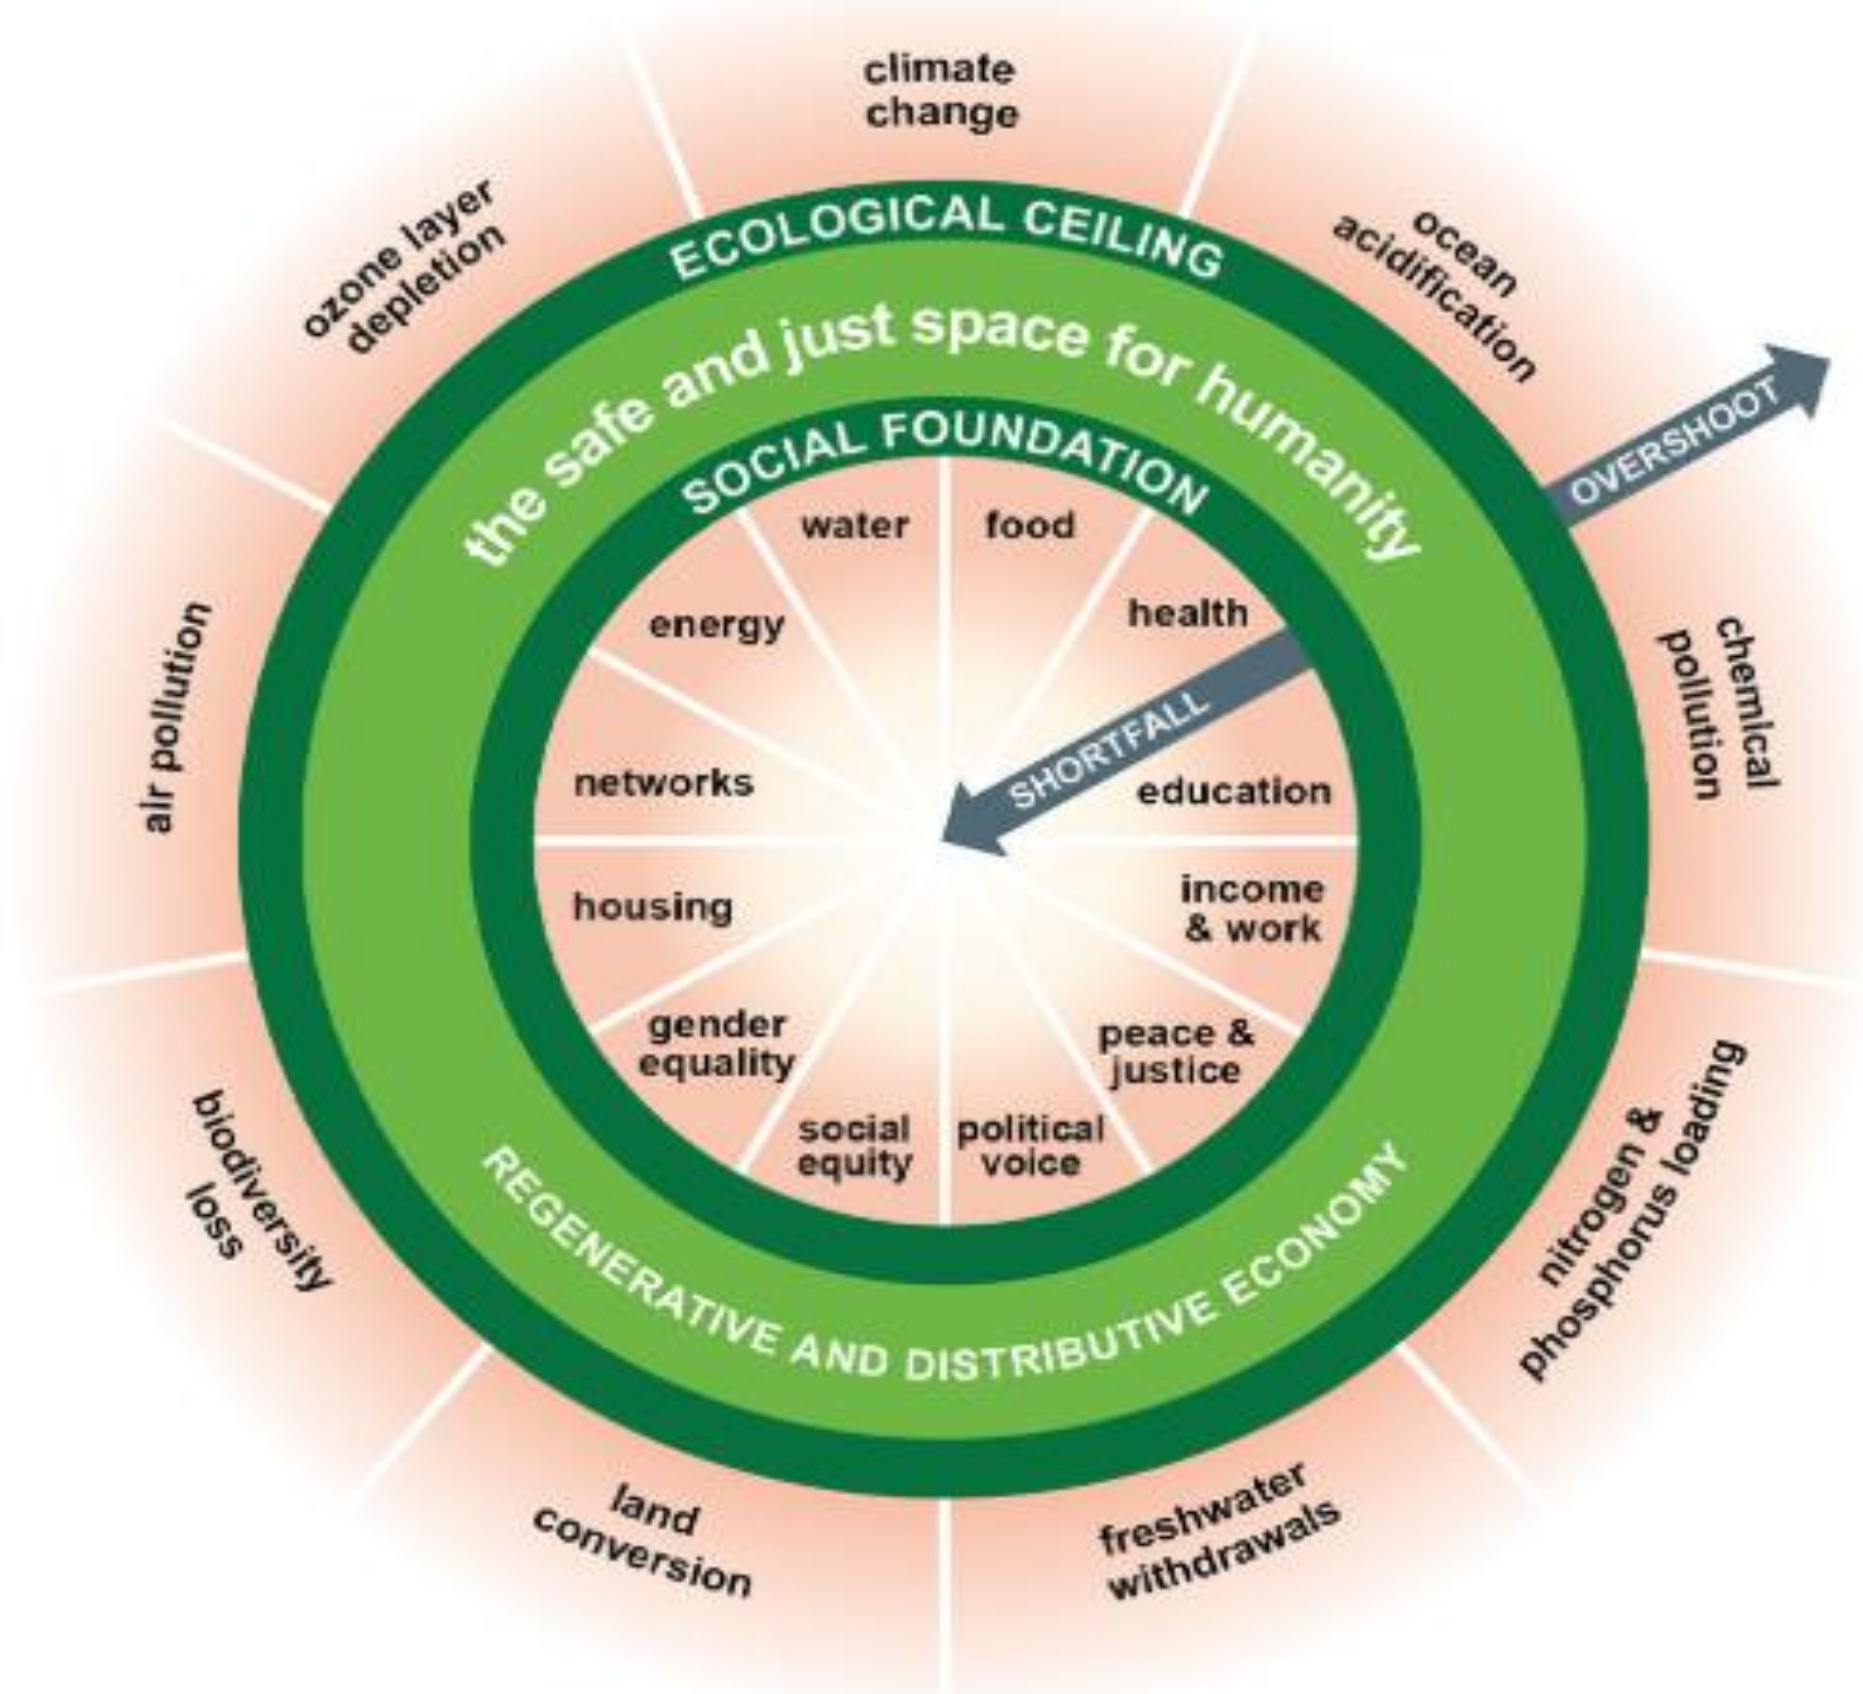 climate
change
ocean
acidification
OVERSHOOT
chemical
pollution
nitrogen &
phosphorus loading
freshwater
withdrawals
land
conversion
biodiversity
loss
air pollution
ozone layer
depletion
ECOLOGICAL CEILING
the safe and just space for humanity
SOCIAL FOUNDATION
water
food
health
SHORTFALL
education
income
& work
peace &
justice
political
voice
social
equity
gender
equality
housing
networks
energy
REGENERATIVE AND DISTRIBUTIVE ECONOMY